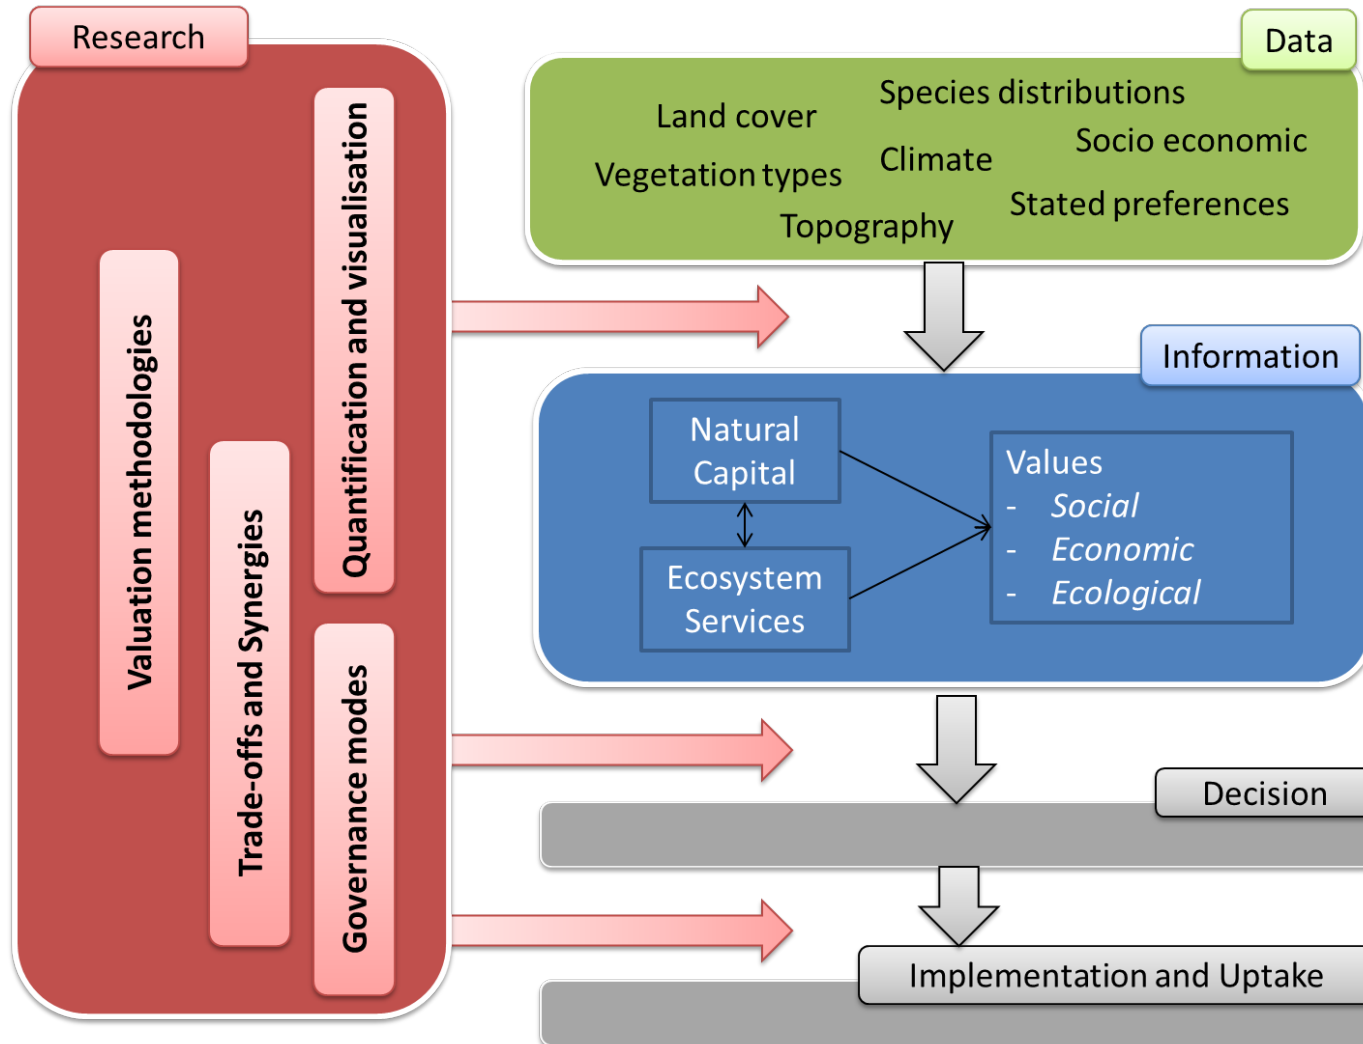 Research
Valuation methodologies
Trade-offs and Synergies
Quantification and visualisation
Governance modes
Data
Species distributions
Land cover
Socio economic
Climate
Vegetation types
Stated preferences
Topography
Information
Natural
Capital
Ecosystem
Services
Values
- Social
- Economic
- Ecological
Decision
Implementation and Uptake